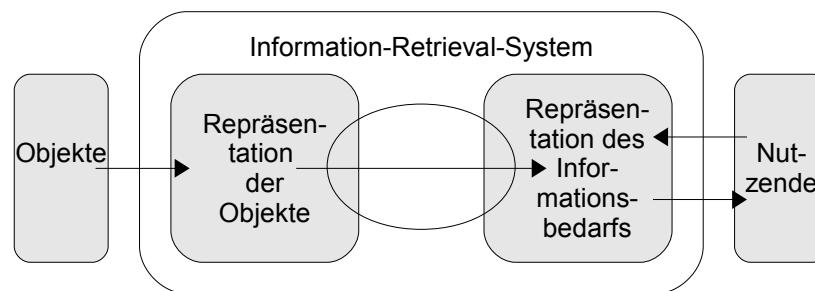 Information-Retrieval-System
Objekte
Repräsen-
tation
der
Objekte
Repräsen-
tation des
Infor-
mations-
bedarfs
Nut-
zende